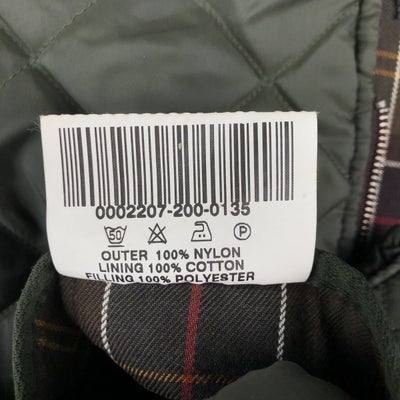 0002207-200-0135
50 P
OUTER 100% NYLON
LINING 100% COTTON
FILLING 100% POLYESTER